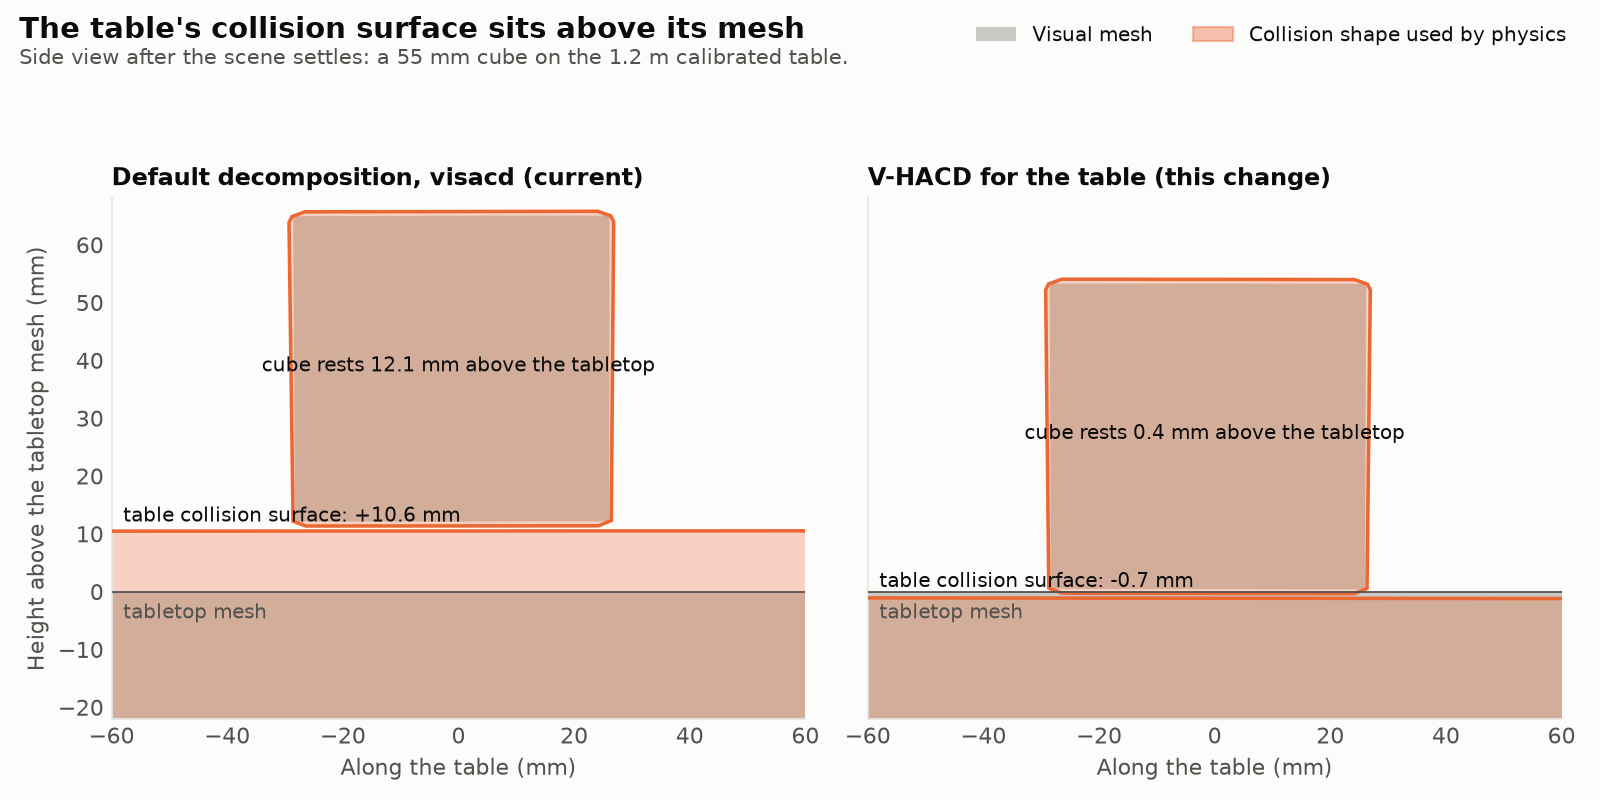 The table's collision surface sits above its mesh
Side view after the scene settles: a 55 mm cube on the 1.2 m calibrated table.
Visual mesh
Collision shape used by physics
Default decomposition, visacd (current)
Height above the tabletop mesh (mm)
60
50
40
30
20
10
0
−10
−20
cube rests 12.1 mm above the tabletop
table collision surface: +10.6 mm
tabletop mesh
−60
−40
−20
0
20
40
60
Along the table (mm)
V-HACD for the table (this change)
cube rests 0.4 mm above the tabletop
table collision surface: -0.7 mm
tabletop mesh
−60
−40
−20
0
20
40
60
Along the table (mm)